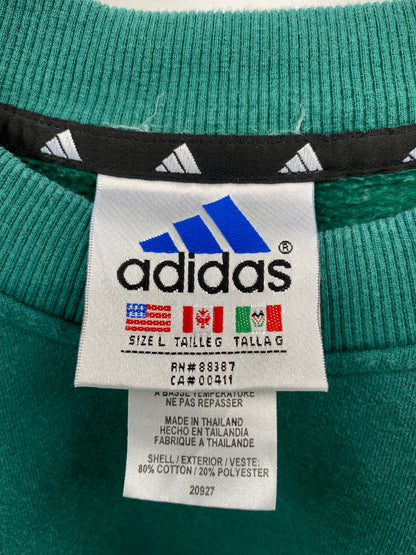 adidas®
SIZE L TAILLE G TALLA G
RN#88387
CA#00411
A BASSE TEMPÉRATURE
NE PAS REPASSER
MADE IN THAILAND
HECHO EN TAILANDIA
FABRIQUE A THAILANDE
SHELL / EXTERIOR / VESTE:
80% COTTON / 20% POLYESTER
20927